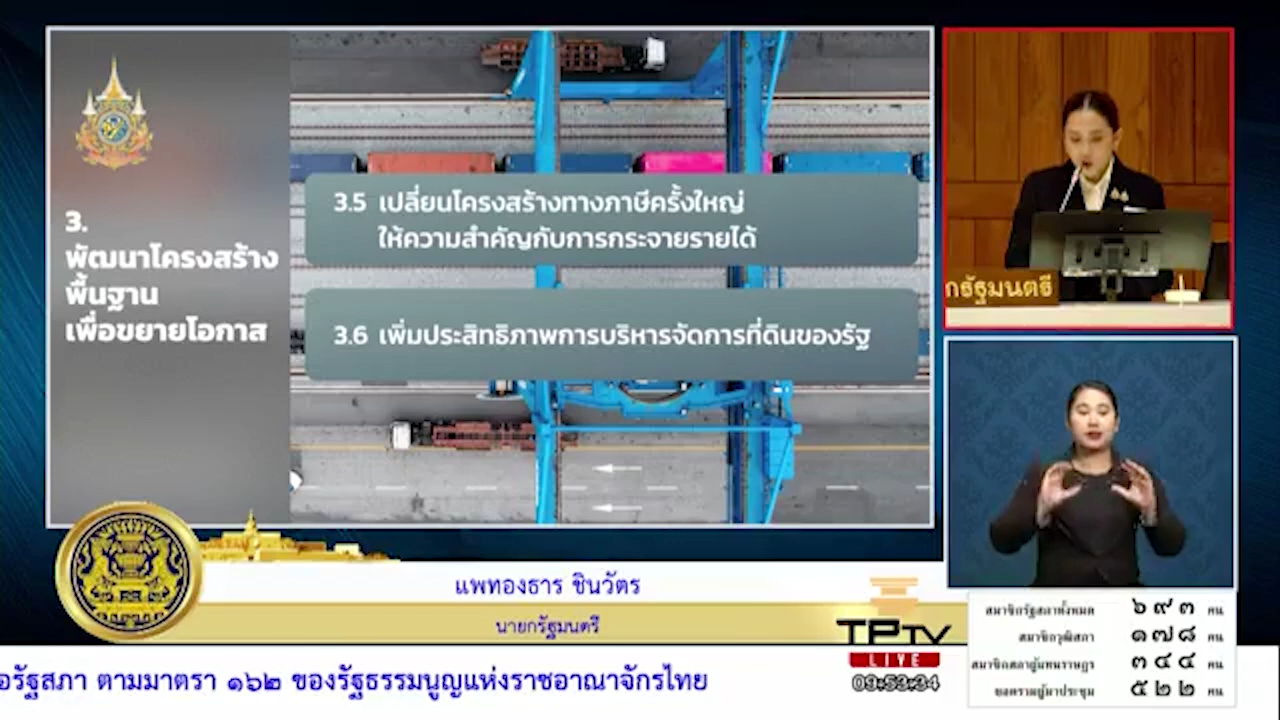 3.
พัฒนาโครงสร้าง
พื้นฐาน
เพื่อขยายโอกาส
3.5 เปลี่ยนโครงสร้างทางภาษีครั้งใหญ่
ให้ความสำคัญกับการกระจายรายได้
3.6 เพิ่มประสิทธิภาพการบริหารจัดการที่ดินของรัฐ
กรัฐมนตรี
แพทองธาร ชินวัตร
นายกรัฐมนตรี
TPTV
LIVE
09:53:34
สมาชิกรัฐสภาทั้งหมด ๖๙๓ คน
สมาชิกวุฒิสภา ๑๗๘ คน
สมาชิกสภาผู้แทนราษฎร ๓๔๔ คน
ยอดรวมผู้มาประชุม ๕๒๒ คน
อรัฐสภา ตามมาตรา ๑๖๒ ของรัฐธรรมนูญแห่งราชอาณาจักรไทย